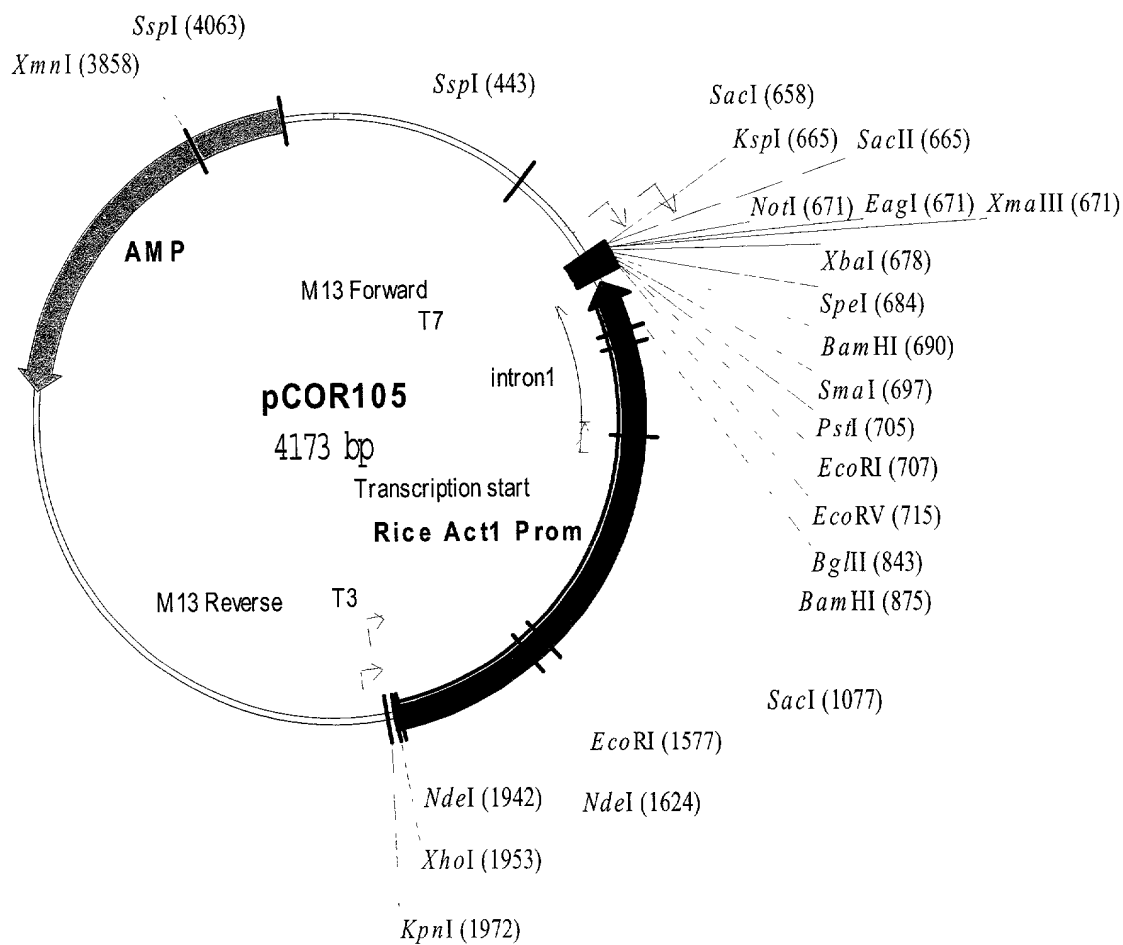 SspI (4063)
XmnI (3858)
SspI (443)
SacI (658)
KspI (665) SacII (665)
NotI (671) EagI (671) XmaIII (671)
XbaI (678)
SpeI (684)
BamHI (690)
SmaI (697)
PstI (705)
EcoRI (707)
EcoRV (715)
BglII (843)
BamHI (875)
SacI (1077)
EcoRI (1577)
NdeI (1942) NdeI (1624)
XhoI (1953)
KpnI (1972)
AMP
M13 Forward
T7
intron1
pCOR105
4173 bp
Transcription start
Rice Act1 Prom
M13 Reverse T3